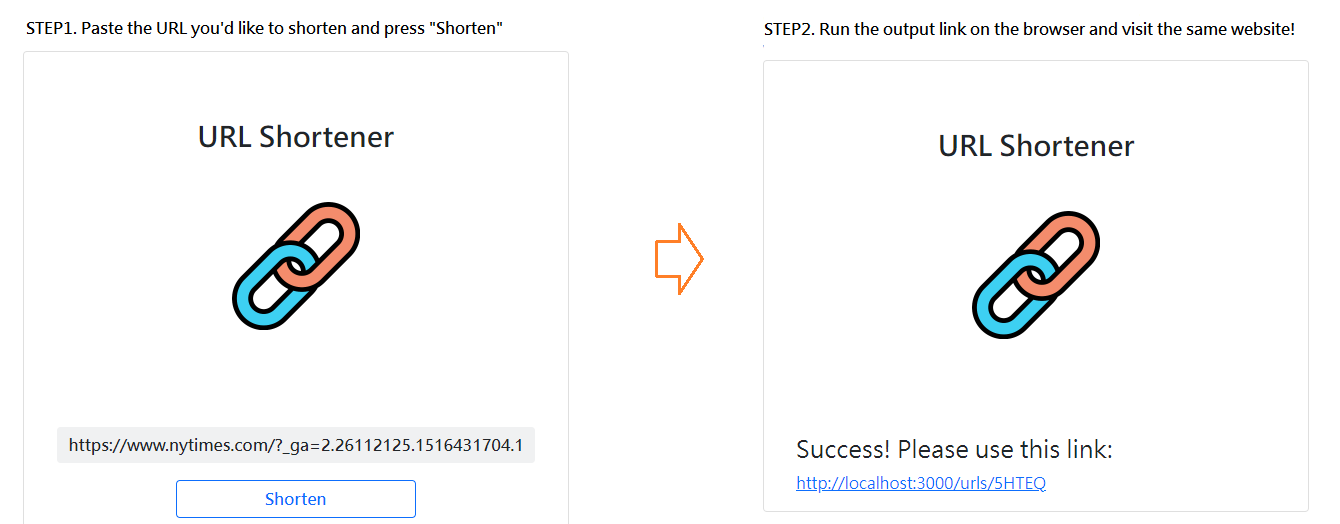 STEP1. Paste the URL you'd like to shorten and press "Shorten"
URL Shortener
https://www.nytimes.com/?_ga=2.26112125.1516431704.1
Shorten
STEP2. Run the output link on the browser and visit the same website!
URL Shortener
Success! Please use this link:
http://localhost:3000/urls/5HTEQ